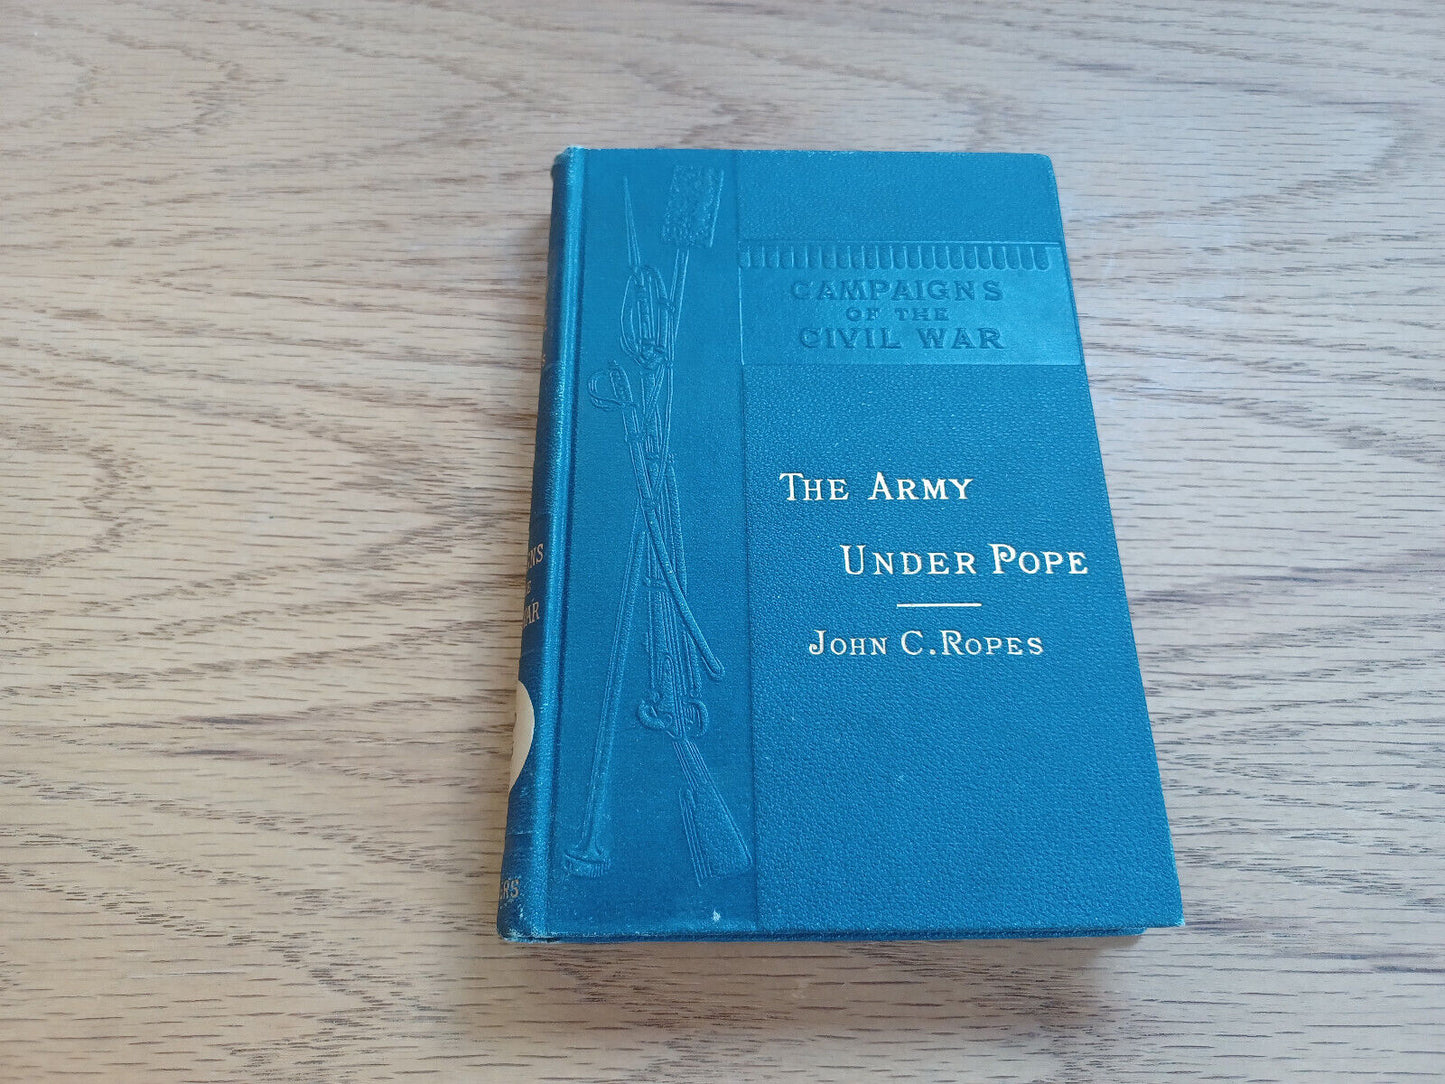 CAMPAIGNS
OF THE
CIVIL WAR
THE ARMY
UNDER POPE
JOHN C. ROPES